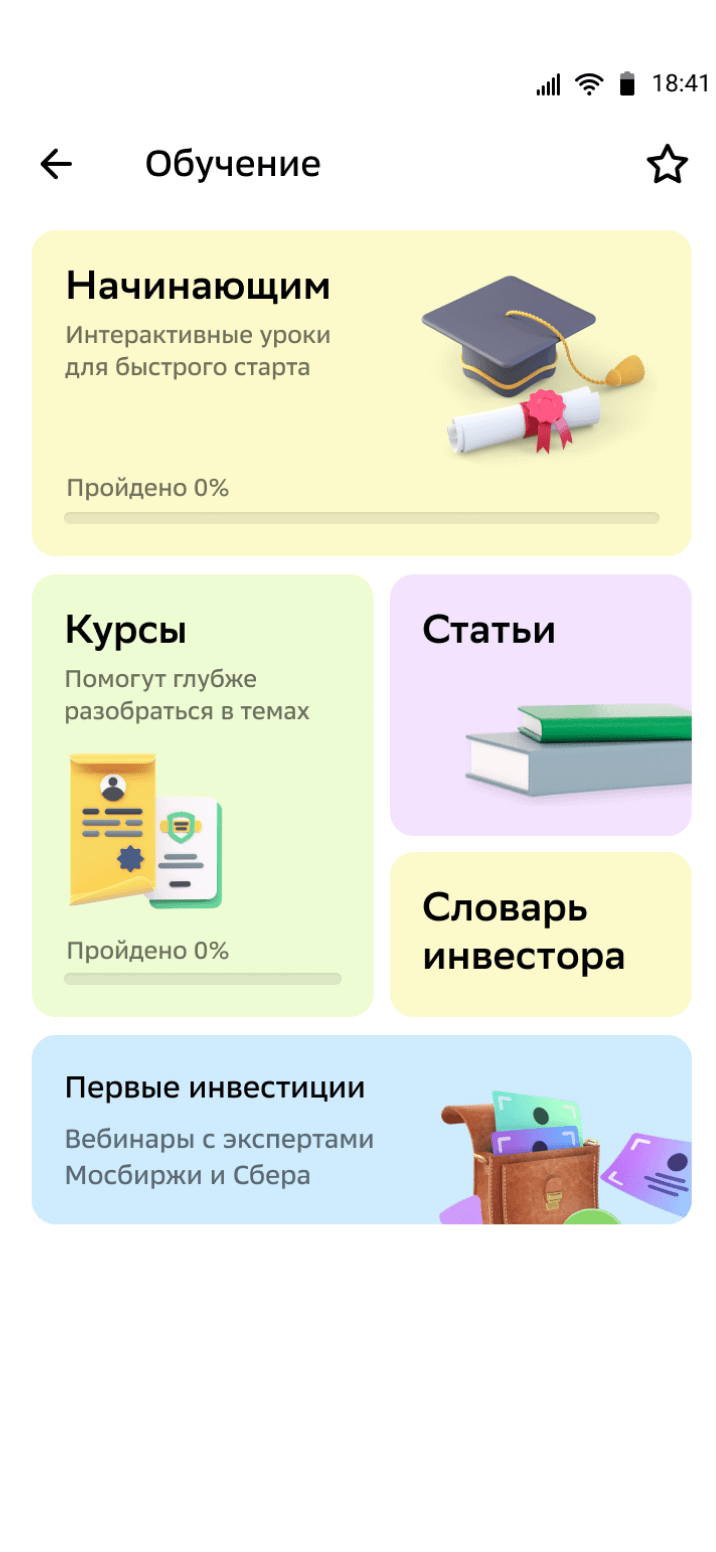 18:41
Обучение
Начинающим
Интерактивные уроки
для быстрого старта
Пройдено 0%
Курсы
Помогут глубже
разобраться в темах
Пройдено 0%
Статьи
Словарь
инвестора
Первые инвестиции
Вебинары с экспертами
Мосбиржи и Сбера